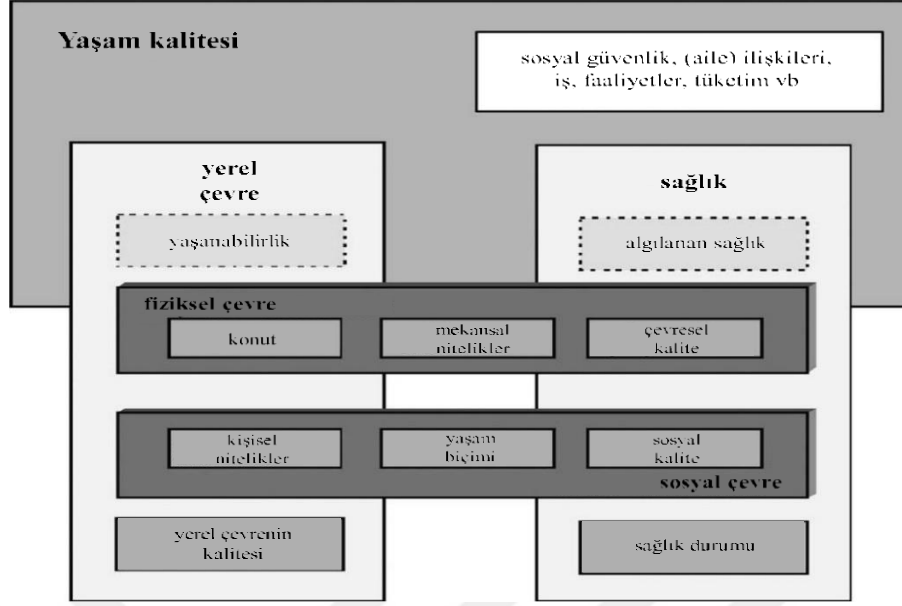 Yaşam kalitesi
sosyal güvenlik, (aile) ilişkileri,
iş, faaliyetler, tüketim vb
yerel
çevre
sağlık
yaşanabilirlik
algılanan sağlık
fiziksel çevre
konut
mekansal
nitelikler
çevresel
kalite
kişisel
nitelikler
yaşam
biçimi
sosyal
kalite
sosyal çevre
yerel çevrenin
kalitesi
sağlık durumu